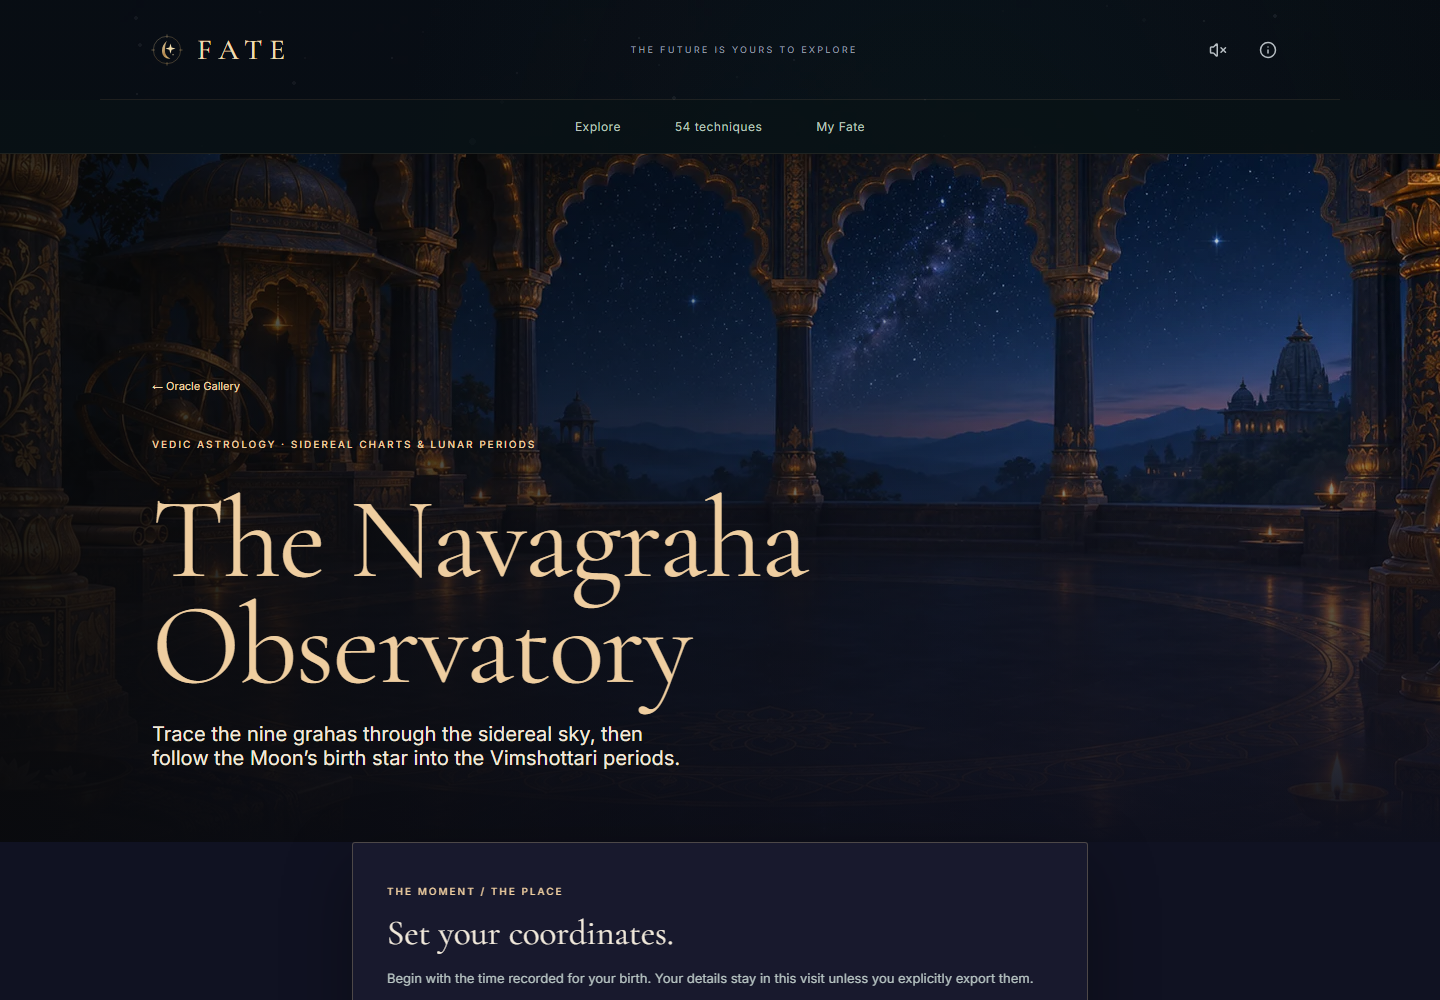 FATE
THE FUTURE IS YOURS TO EXPLORE
Explore
54 techniques
My Fate
← Oracle Gallery
VEDIC ASTROLOGY · SIDEREAL CHARTS & LUNAR PERIODS
The Navagraha
Observatory
Trace the nine grahas through the sidereal sky, then
follow the Moon’s birth star into the Vimshottari periods.
THE MOMENT / THE PLACE
Set your coordinates.
Begin with the time recorded for your birth. Your details stay in this visit unless you explicitly export them.